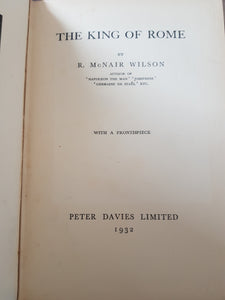 THE KING OF ROME
BY
R. McNAIR WILSON
AUTHOR OF
"NAPOLEON THE MAN," "JOSEPHINE,"
"GERMAINE DE STAËL," ETC.
WITH A FRONTISPIECE
PETER DAVIES LIMITED
1932